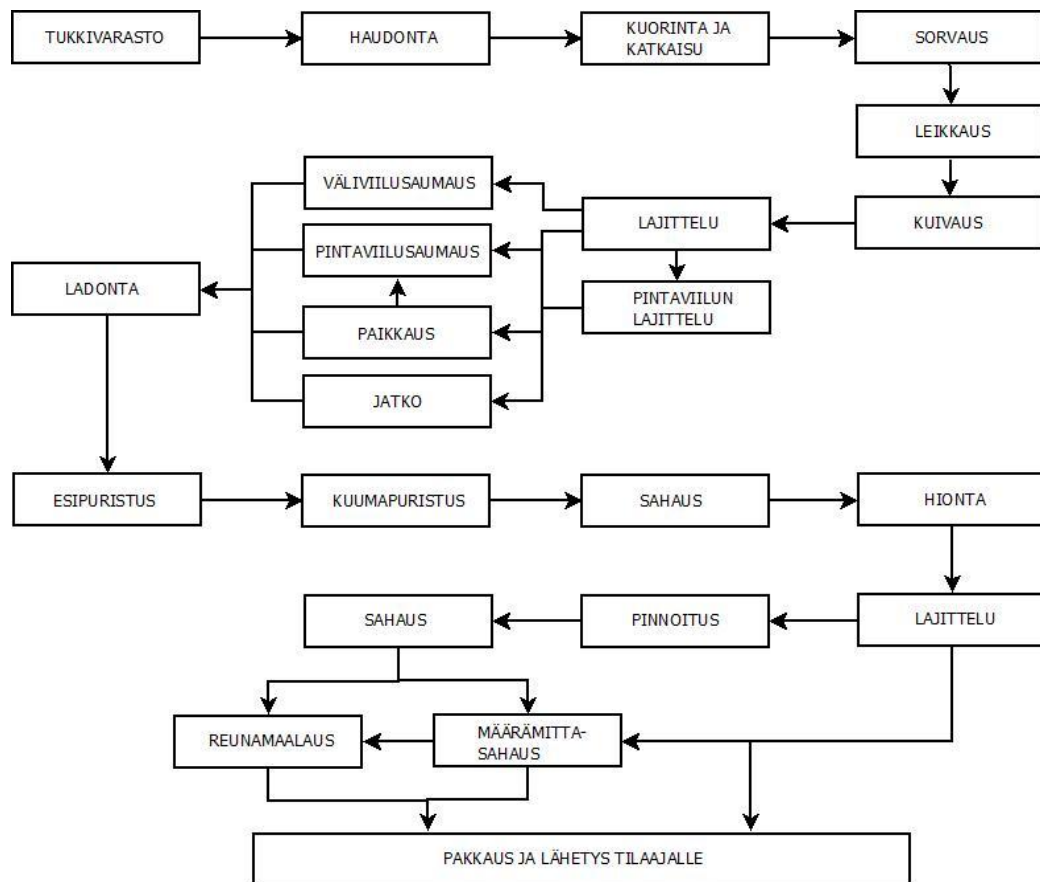 TUKKIVARASTO
HAUDONTA
KUORINTA JA
KATKAISU
SORVAUS
LEIKKAUS
KUIVAUS
LAJITTELU
PINTAVIILUN
LAJITTELU
VÄLIVIILUSAUMAUS
PINTAVIILUSAUMAUS
PAIKKAUS
JATKO
LADONTA
ESIPURISTUS
KUUMAPURISTUS
SAHAUS
HIONTA
LAJITTELU
PINNOITUS
SAHAUS
REUNAMAALAUS
MÄÄRÄMITTA-
SAHAUS
PAKKAUS JA LÄHETYS TILAAJALLE